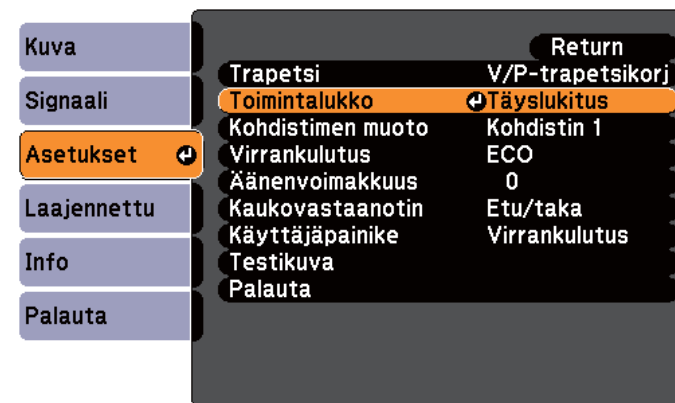 Kuva
Signaali
Asetukset
Laajennettu
Info
Palauta
Return
Trapetsi V/P-trapetsikorj
Toimintalukko Täyslukitus
Kohdistimen muoto Kohdistin 1
Virrankulutus ECO
Äänenvoimakkuus 0
Kaukovastaanotin Etu/taka
Käyttäjäpainike Virrankulutus
Testikuva
Palauta